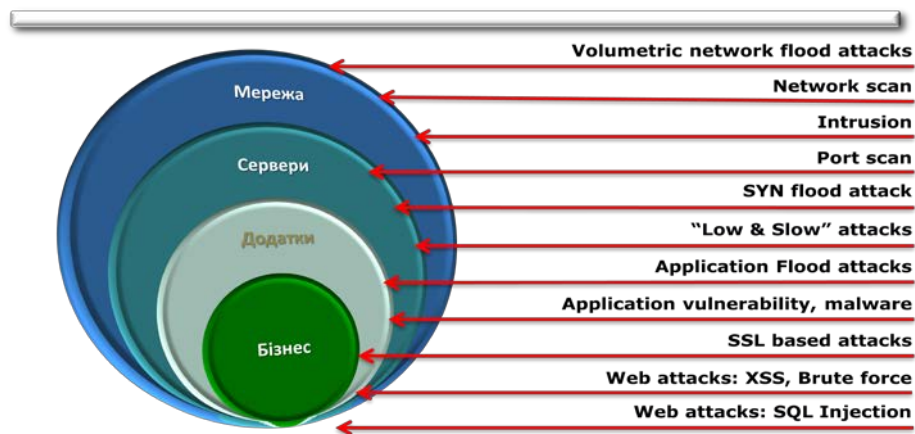 Volumetric network flood attacks
Network scan
Intrusion
Port scan
SYN flood attack
“Low & Slow” attacks
Application Flood attacks
Application vulnerability, malware
SSL based attacks
Web attacks: XSS, Brute force
Web attacks: SQL Injection
Мережа
Сервери
Додатки
Бізнес